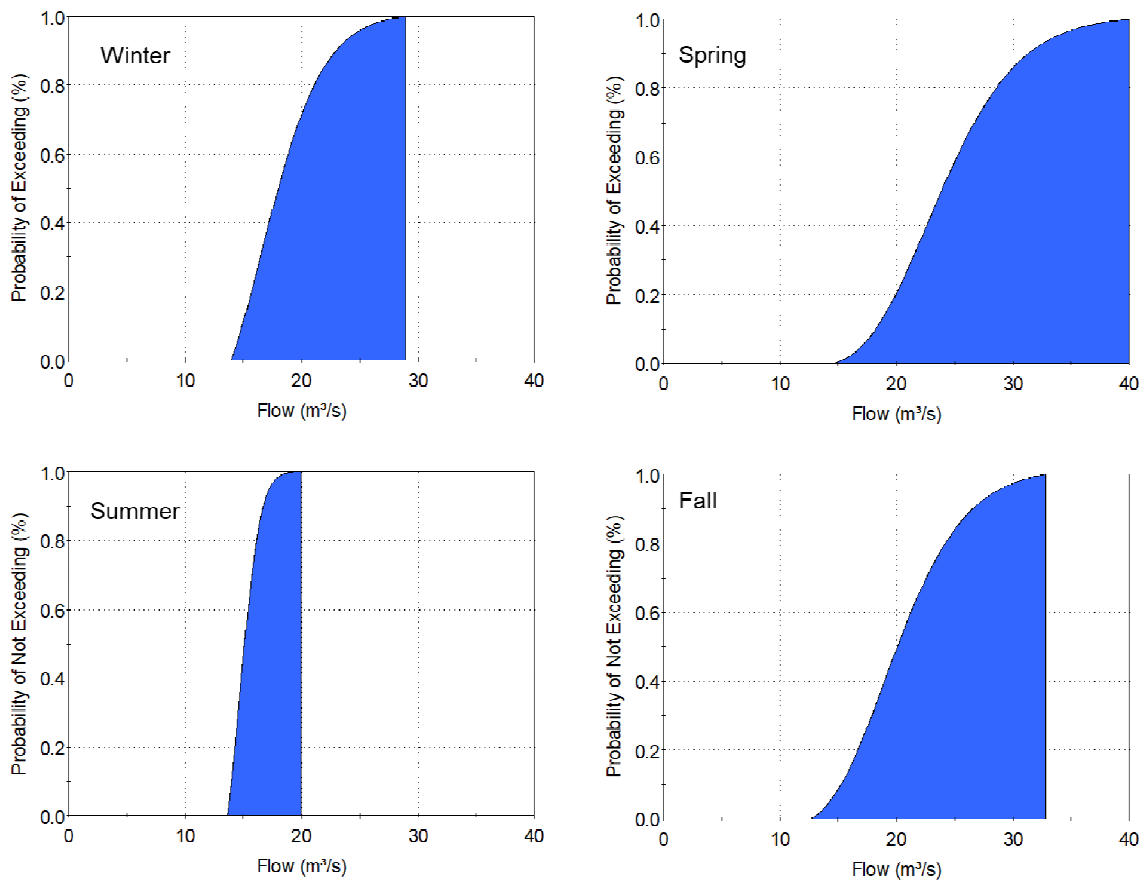 Winter
Probability of Exceeding (%)
1.0
0.8
0.6
0.4
0.2
0.0
0 10 20 30 40
Flow (m³/s)
Spring
Probability of Exceeding (%)
1.0
0.8
0.6
0.4
0.2
0.0
0 10 20 30 40
Flow (m³/s)
Summer
Probability of Not Exceeding (%)
1.0
0.8
0.6
0.4
0.2
0.0
0 10 20 30 40
Flow (m³/s)
Fall
Probability of Not Exceeding (%)
1.0
0.8
0.6
0.4
0.2
0.0
0 10 20 30 40
Flow (m³/s)